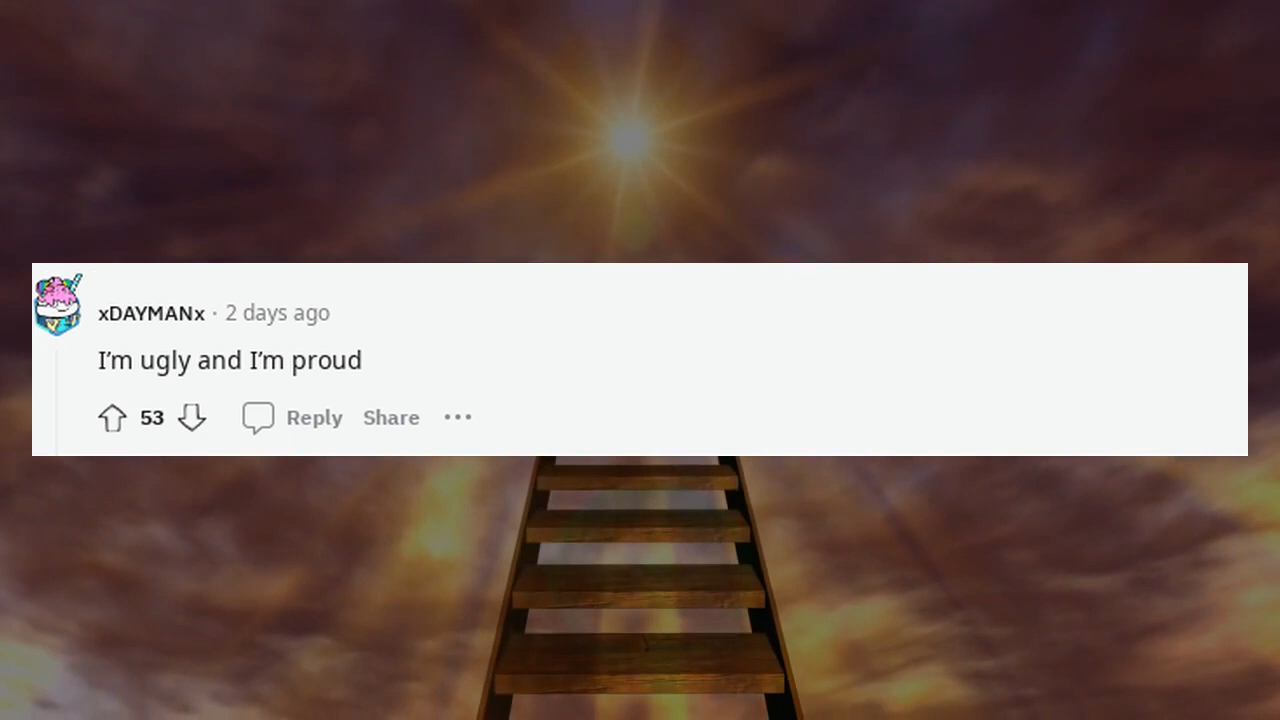 xDAYMANx · 2 days ago
I’m ugly and I’m proud
53 Reply Share ···